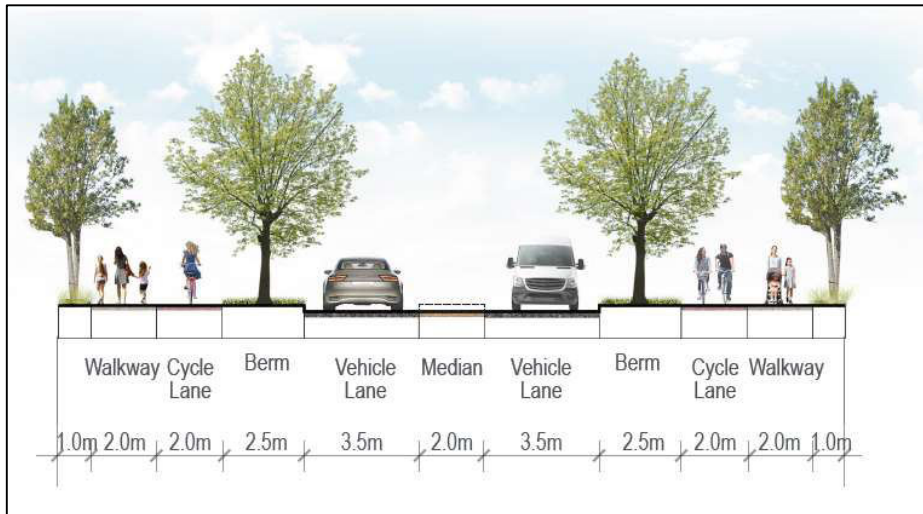 Walkway Cycle Lane Berm Vehicle Lane Median Vehicle Lane Berm Cycle Lane Walkway
1.0m 2.0m 2.0m 2.5m 3.5m 2.0m 3.5m 2.5m 2.0m 2.0m 1.0m